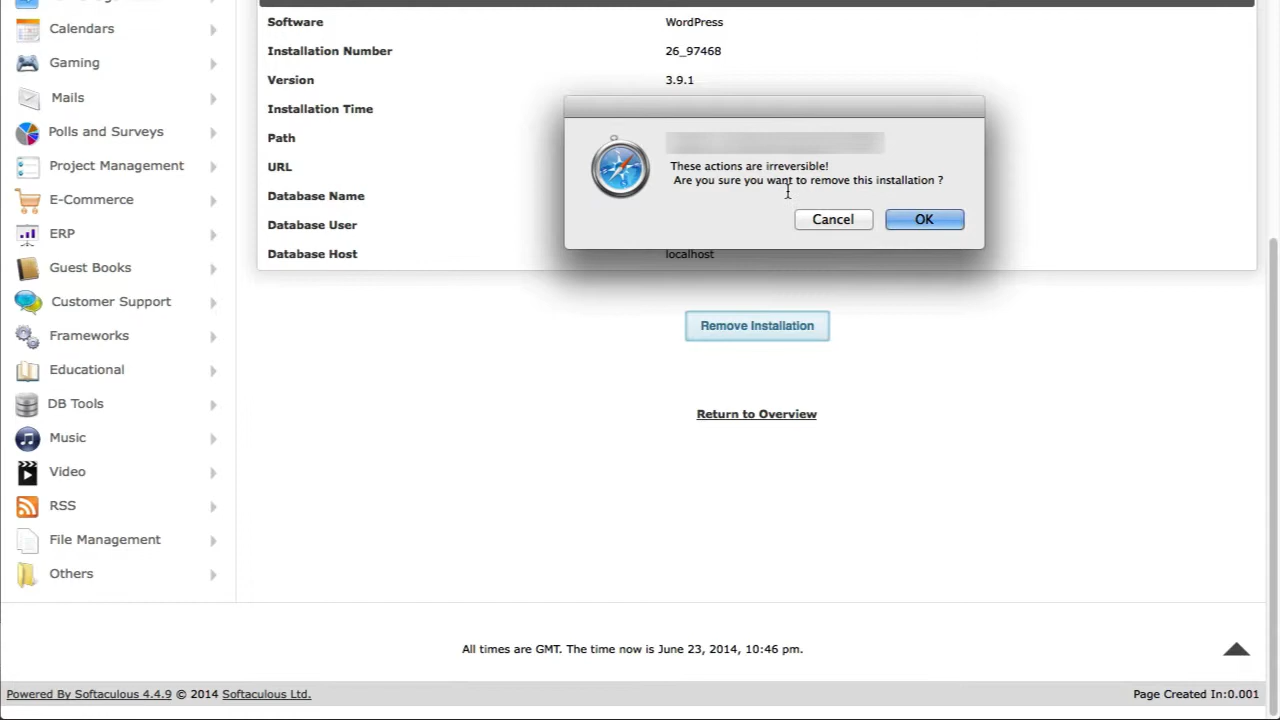 Calendars
Gaming
Mails
Polls and Surveys
Project Management
E-Commerce
ERP
Guest Books
Customer Support
Frameworks
Educational
DB Tools
Music
Video
RSS
File Management
Others
Software WordPress
Installation Number 26_97468
Version 3.9.1
Installation Time
Path
URL
Database Name
Database User
Database Host localhost
These actions are irreversible!
Are you sure you want to remove this installation ?
Cancel OK
Remove Installation
Return to Overview
All times are GMT. The time now is June 23, 2014, 10:46 pm.
Powered By Softaculous 4.4.9 © 2014 Softaculous Ltd. Page Created In:0.001